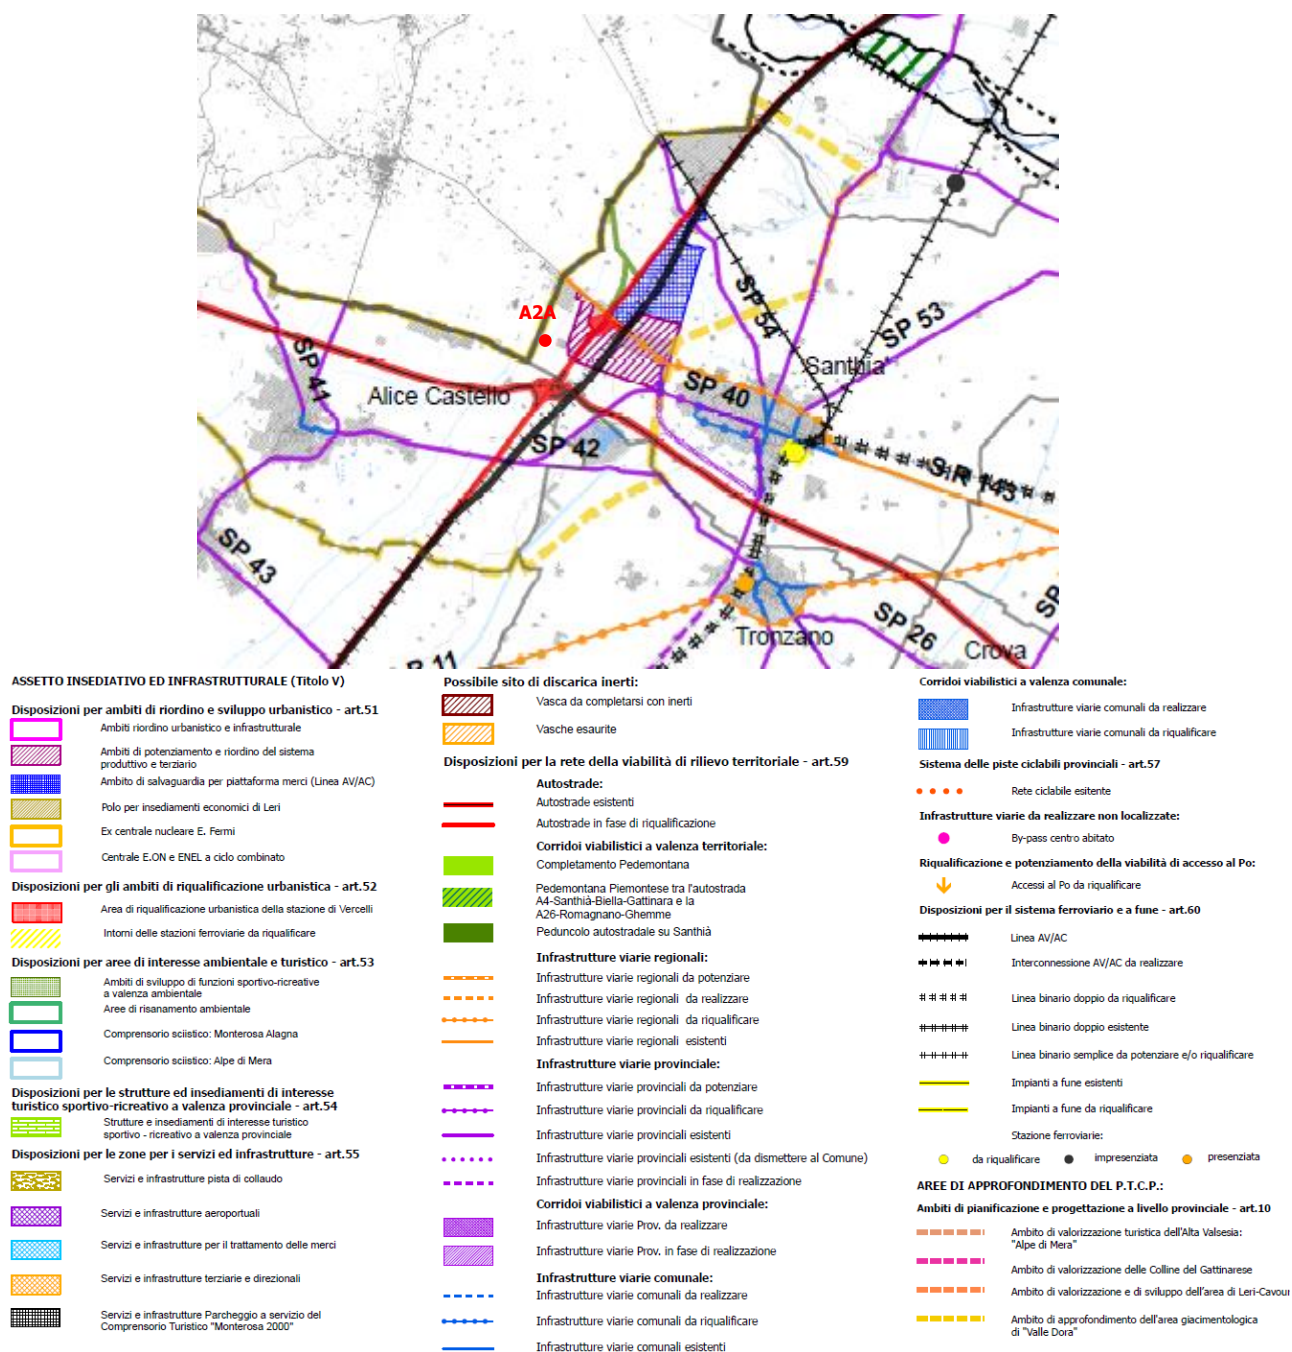 A2A
SP 54
SP 53
Santhia'
SP 41
Alice Castello
SP 40
SP 42
S.R 143
SP 43
SP 26
Tronzano
Crova
SP
R 11
ASSETTO INSEDIATIVO ED INFRASTRUTTURALE (Titolo V)
Disposizioni per ambiti di riordino e sviluppo urbanistico - art.51
Ambiti riordino urbanistico e infrastrutturale
Ambiti di potenziamento e riordino del sistema
produttivo e terziario
Ambito di salvaguardia per piattaforma merci (Linea AV/AC)
Polo per insediamenti economici di Leri
Ex centrale nucleare E. Fermi
Centrale E.ON e ENEL a ciclo combinato
Disposizioni per gli ambiti di riqualificazione urbanistica - art.52
Area di riqualificazione urbanistica della stazione di Vercelli
Intorni delle stazioni ferroviarie da riqualificare
Disposizioni per aree di interesse ambientale e turistico - art.53
Ambiti di sviluppo di funzioni sportivo-ricreative
a valenza ambientale
Aree di risanamento ambientale
Comprensorio sciistico: Monterosa Alagna
Comprensorio sciistico: Alpe di Mera
Disposizioni per le strutture ed insediamenti di interesse
turistico sportivo-ricreativo a valenza provinciale - art.54
Strutture e insediamenti di interesse turistico
sportivo - ricreativo a valenza provinciale
Disposizioni per le zone per i servizi ed infrastrutture - art.55
Servizi e infrastrutture pista di collaudo
Servizi e infrastrutture aeroportuali
Servizi e infrastrutture per il trattamento delle merci
Servizi e infrastrutture terziarie e direzionali
Servizi e infrastrutture Parcheggio a servizio del
Comprensorio Turistico "Monterosa 2000"
Possibile sito di discarica inerti:
Vasca da completarsi con inerti
Vasche esaurite
Disposizioni per la rete della viabilità di rilievo territoriale - art.59
Autostrade:
Autostrade esistenti
Autostrade in fase di riqualificazione
Corridoi viabilistici a valenza territoriale:
Completamento Pedemontana
Pedemontana Piemontese tra l'autostrada
A4-Santhià-Biella-Gattinara e la
A26-Romagnano-Ghemme
Peduncolo autostradale su Santhià
Infrastrutture viarie regionali:
Infrastrutture viarie regionali da potenziare
Infrastrutture viarie regionali da realizzare
Infrastrutture viarie regionali da riqualificare
Infrastrutture viarie regionali esistenti
Infrastrutture viarie provinciale:
Infrastrutture viarie provinciali da potenziare
Infrastrutture viarie provinciali da riqualificare
Infrastrutture viarie provinciali esistenti
Infrastrutture viarie provinciali esistenti (da dismettere al Comune)
Infrastrutture viarie provinciali in fase di realizzazione
Corridoi viabilistici a valenza provinciale:
Infrastrutture viarie Prov. da realizzare
Infrastrutture viarie Prov. in fase di realizzazione
Infrastrutture viarie comunale:
Infrastrutture viarie comunali da realizzare
Infrastrutture viarie comunali da riqualificare
Infrastrutture viarie comunali esistenti
Corridoi viabilistici a valenza comunale:
Infrastrutture viarie comunali da realizzare
Infrastrutture viarie comunali da riqualificare
Sistema delle piste ciclabili provinciali - art.57
Rete ciclabile esitente
Infrastrutture viarie da realizzare non localizzate:
By-pass centro abitato
Riqualificazione e potenziamento della viabilità di accesso al Po:
Accessi al Po da riqualificare
Disposizioni per il sistema ferroviario e a fune - art.60
Linea AV/AC
Interconnessione AV/AC da realizzare
Linea binario doppio da riqualificare
Linea binario doppio esistente
Linea binario semplice da potenziare e/o riqualificare
Impianti a fune esistenti
Impianti a fune da riqualificare
Stazione ferroviarie:
da riqualificare impresenziata presenziata
AREE DI APPROFONDIMENTO DEL P.T.C.P.:
Ambiti di pianificazione e progettazione a livello provinciale - art.10
Ambito di valorizzazione turistica dell'Alta Valsesia:
"Alpe di Mera"
Ambito di valorizzazione delle Colline del Gattinarese
Ambito di valorizzazione e di sviluppo dell'area di Leri-Cavour
Ambito di approfondimento dell'area giacimentologica
di "Valle Dora"